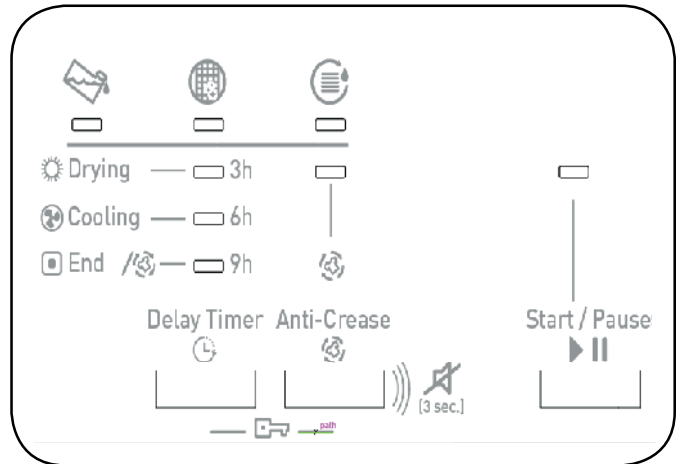 Drying 3h
Cooling 6h
End / 9h
Delay Timer Anti-Crease Start / Pause
[3 sec.]
path